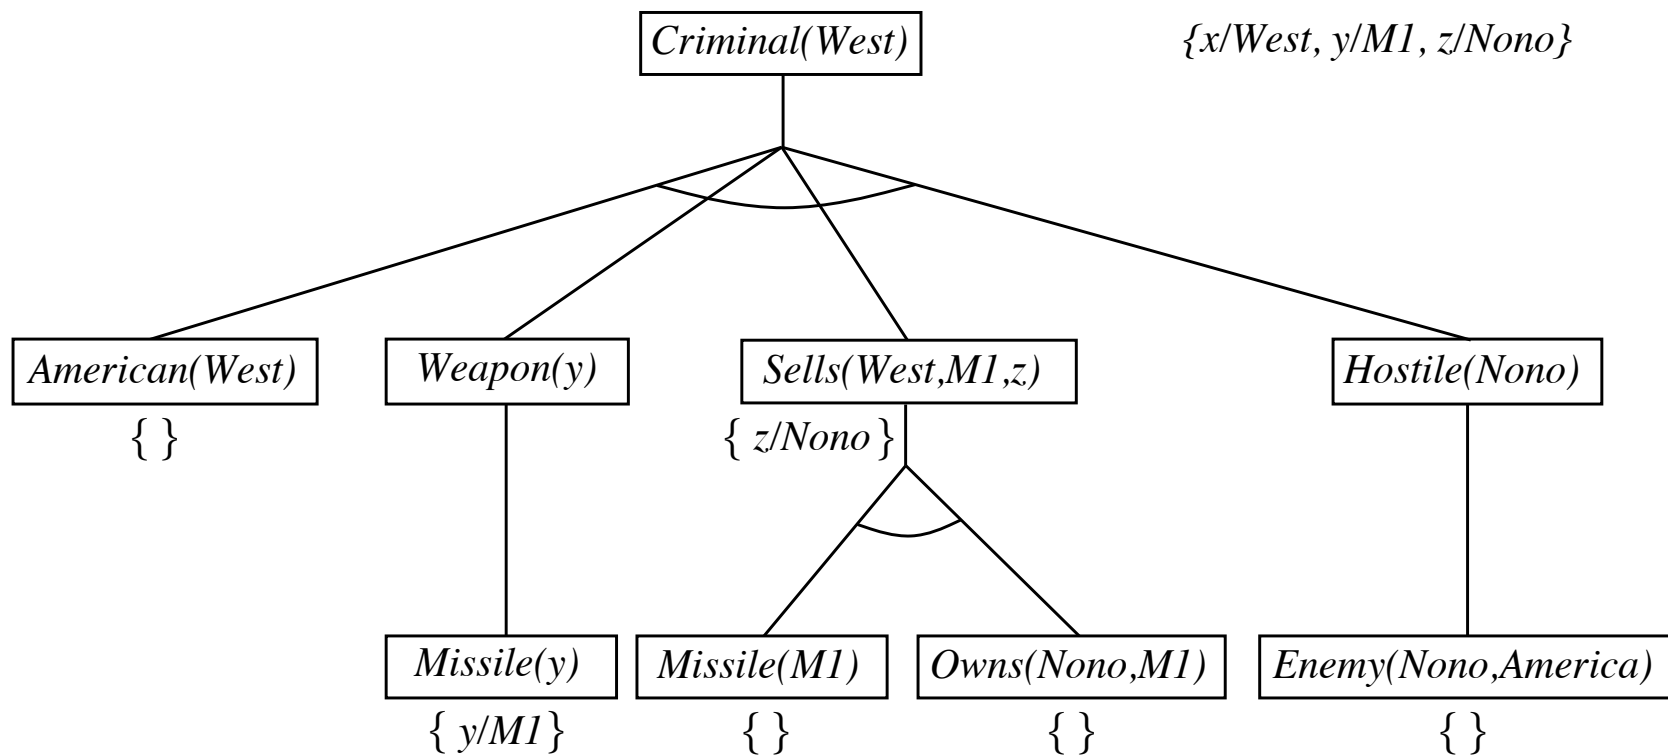 Criminal(West)
{x/West, y/M1, z/Nono}
American(West)
Weapon(y)
Sells(West,M1,z)
Hostile(Nono)
{ }
{ z/Nono }
Missile(y)
Missile(M1)
Owns(Nono,M1)
Enemy(Nono,America)
{ y/M1 }
{ }
{ }
{ }